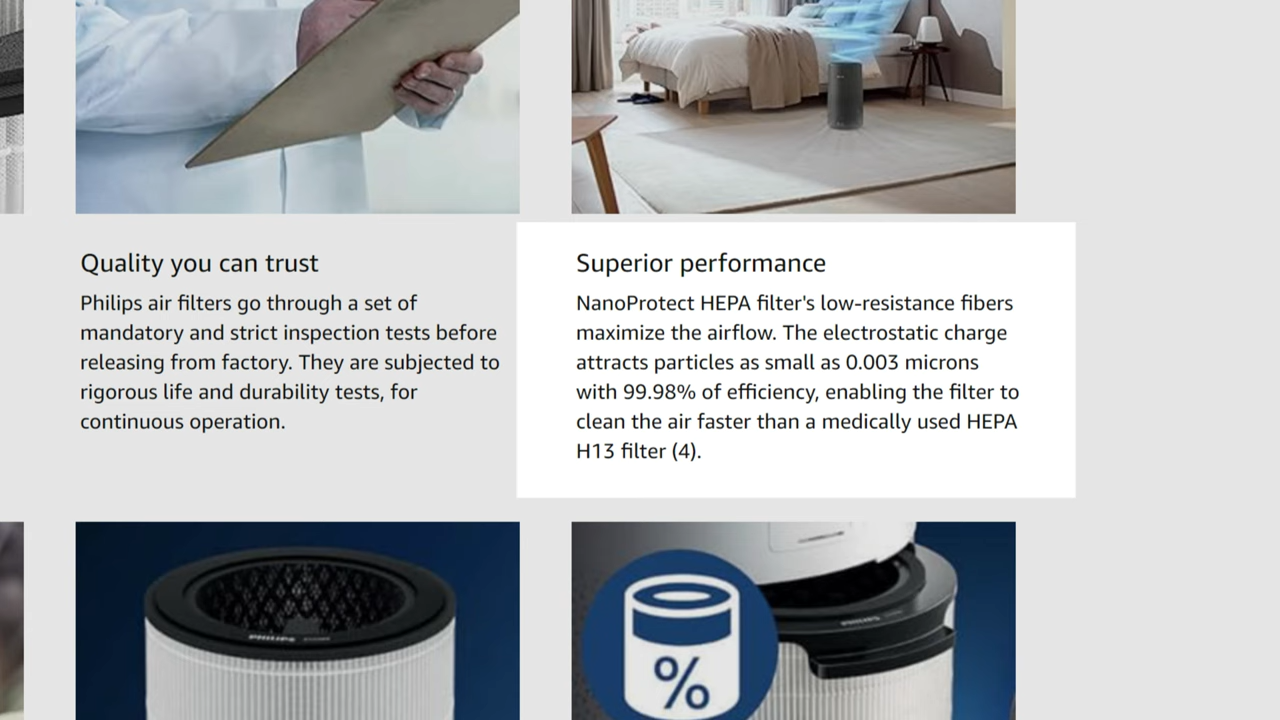 Quality you can trust
Philips air filters go through a set of
mandatory and strict inspection tests before
releasing from factory. They are subjected to
rigorous life and durability tests, for
continuous operation.
Superior performance
NanoProtect HEPA filter's low-resistance fibers
maximize the airflow. The electrostatic charge
attracts particles as small as 0.003 microns
with 99.98% of efficiency, enabling the filter to
clean the air faster than a medically used HEPA
H13 filter (4).
PHILIPS
PHILIPS
%